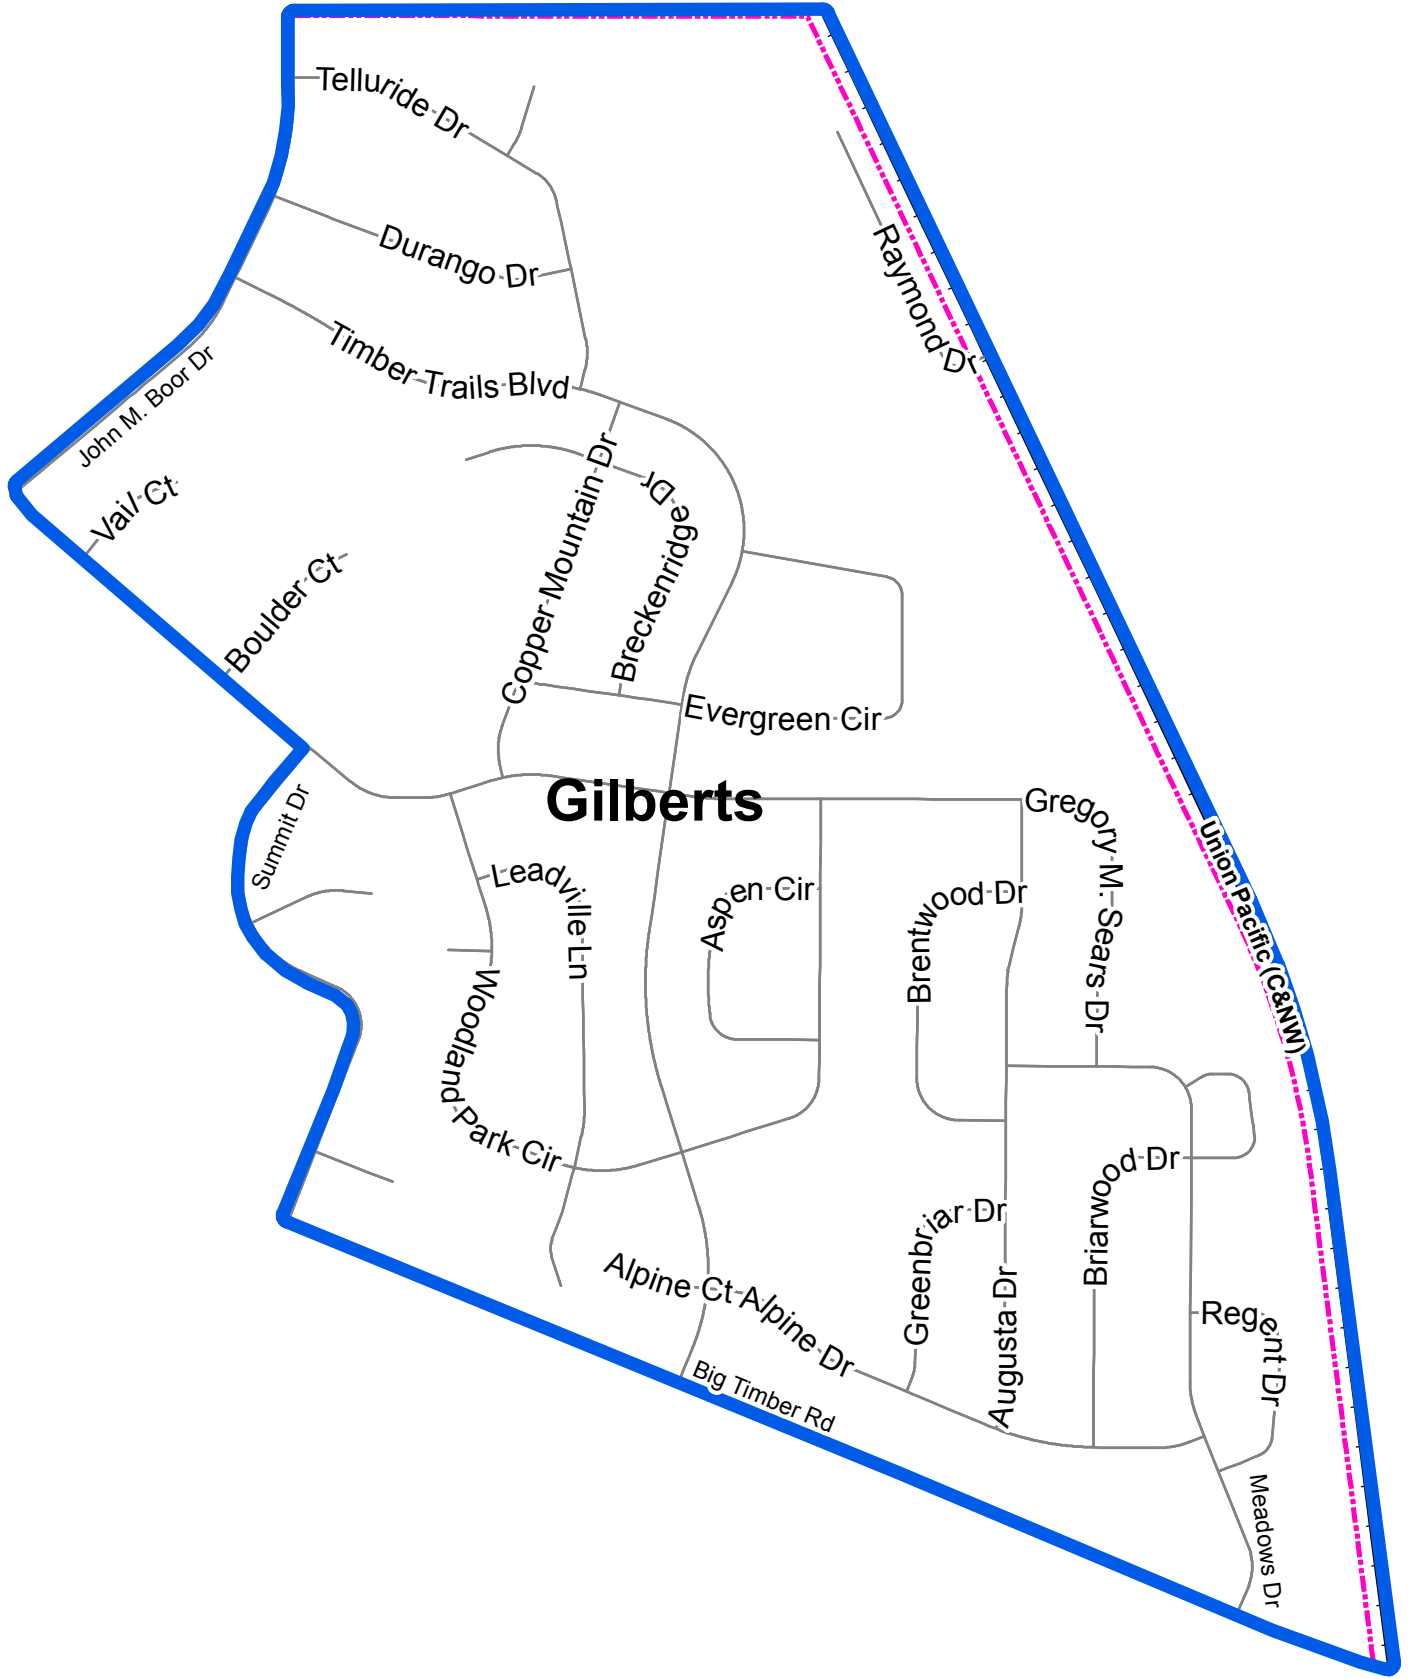 Telluride Dr
Durango Dr
Raymond Dr
Timber Trails Blvd
John M. Boor Dr
Vail Ct
Copper Mountain Dr
Breckenridge Dr
Boulder Ct
Evergreen Cir
Gilberts
Gregory M. Sears Dr
Union Pacific (C&NW)
Summit Dr
Leadville Ln
Aspen Cir
Brentwood Dr
Woodland Park Cir
Briarwood Dr
Greenbriar Dr
Alpine Ct
Alpine Dr
Augusta Dr
Regent Dr
Big Timber Rd
Meadows Dr